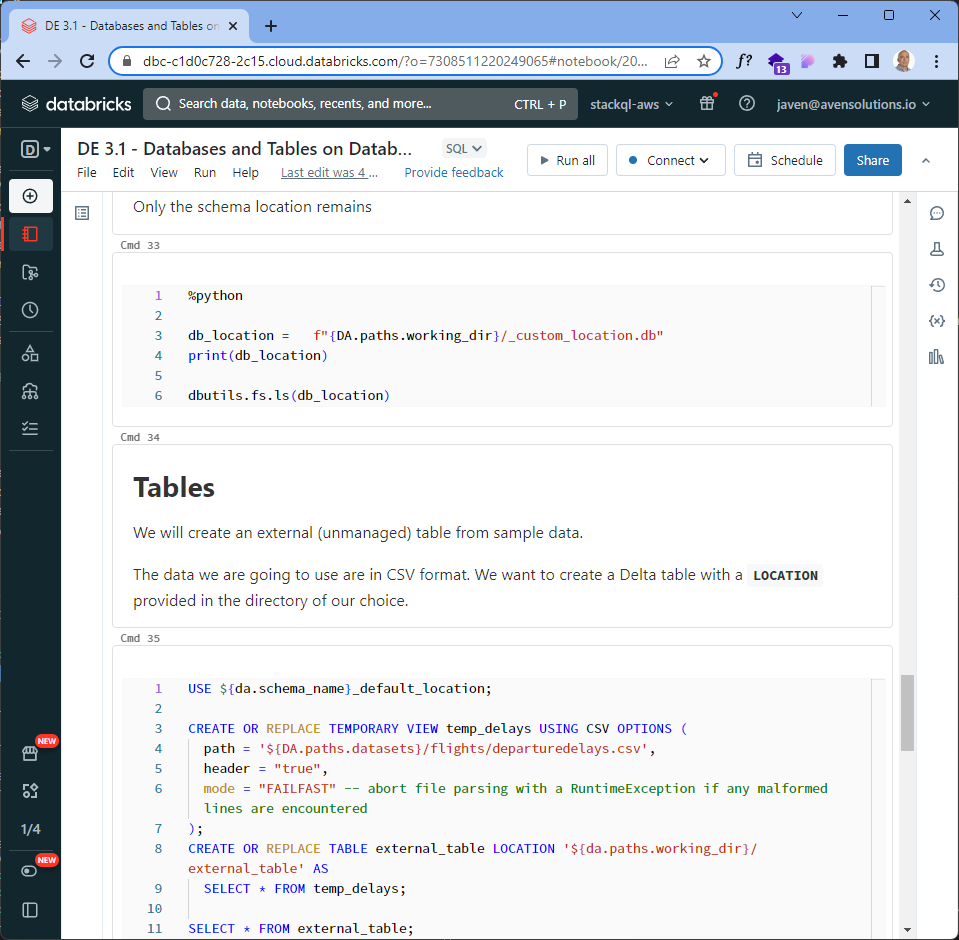 DE 3.1 - Databases and Tables on
dbc-c1d0c728-2c15.cloud.databricks.com/?o=7308511220249065#notebook/20...
f?
13
databricks
Search data, notebooks, recents, and more...
CTRL + P
stackql-aws
javen@avensolutions.io
D
DE 3.1 - Databases and Tables on Datab...
SQL
File Edit View Run Help Last edit was 4 ... Provide feedback
Run all
Connect
Schedule
Share
Only the schema location remains
Cmd 33
1 %python
2
3 db_location =   f"{DA.paths.working_dir}/_custom_location.db"
4 print(db_location)
5
6 dbutils.fs.ls(db_location)
Cmd 34
Tables
We will create an external (unmanaged) table from sample data.
The data we are going to use are in CSV format. We want to create a Delta table with a LOCATION
provided in the directory of our choice.
Cmd 35
1 USE ${da.schema_name}_default_location;
2
3 CREATE OR REPLACE TEMPORARY VIEW temp_delays USING CSV OPTIONS (
4   path = '${DA.paths.datasets}/flights/departuredelays.csv',
5   header = "true",
6   mode = "FAILFAST" -- abort file parsing with a RuntimeException if any malformed
lines are encountered
7 );
8 CREATE OR REPLACE TABLE external_table LOCATION '${da.paths.working_dir}/
external_table' AS
9   SELECT * FROM temp_delays;
10
11 SELECT * FROM external_table;
NEW
1/4
NEW